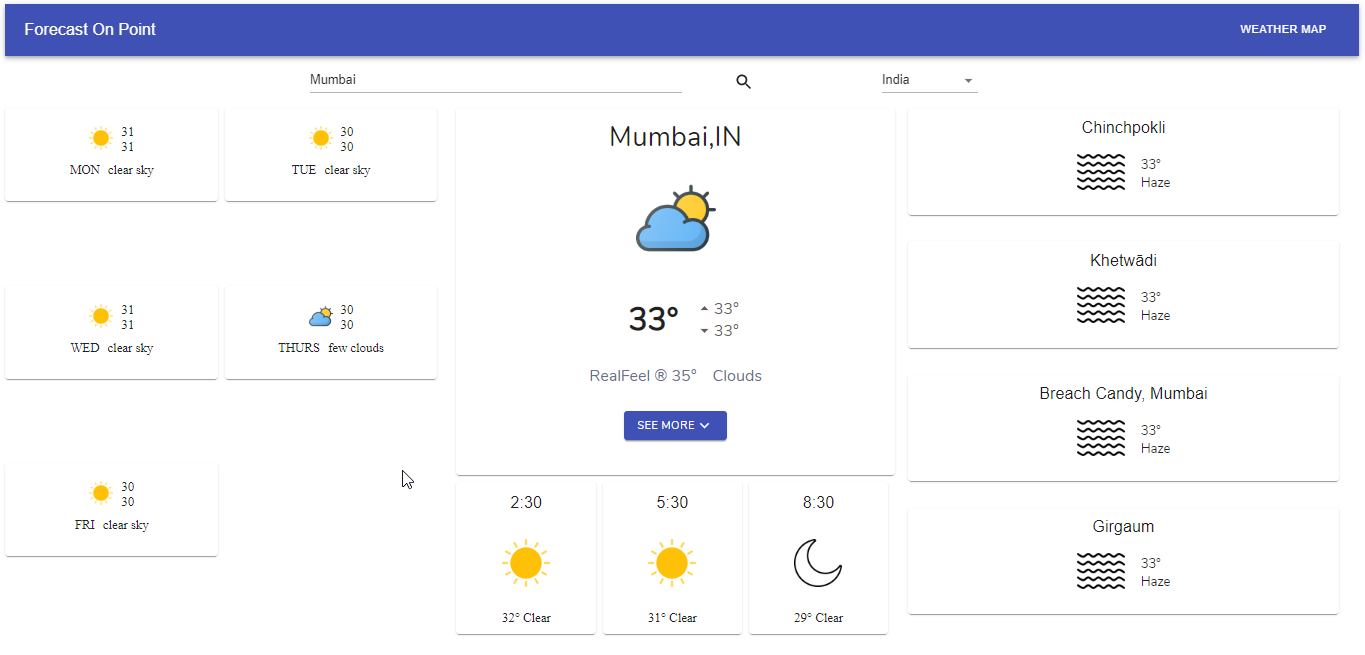 Forecast On Point
WEATHER MAP
Mumbai
India
31
31
MON clear sky
30
30
TUE clear sky
31
31
WED clear sky
30
30
THURS few clouds
30
30
FRI clear sky
Mumbai,IN
33°
33°
33°
RealFeel ® 35° Clouds
SEE MORE
2:30
32° Clear
5:30
31° Clear
8:30
29° Clear
Chinchpokli
33°
Haze
Khetwādi
33°
Haze
Breach Candy, Mumbai
33°
Haze
Girgaum
33°
Haze